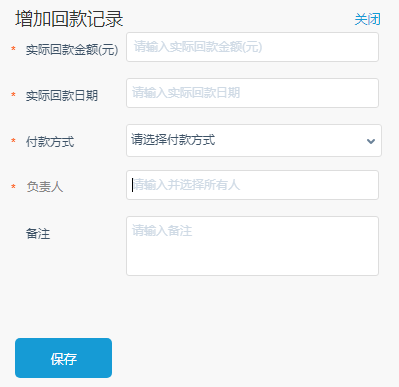 增加回款记录 关闭
* 实际回款金额(元) 请输入实际回款金额(元)
* 实际回款日期 请输入实际回款日期
* 付款方式 请选择付款方式
* 负责人 请输入并选择所有人
备注 请输入备注
保存